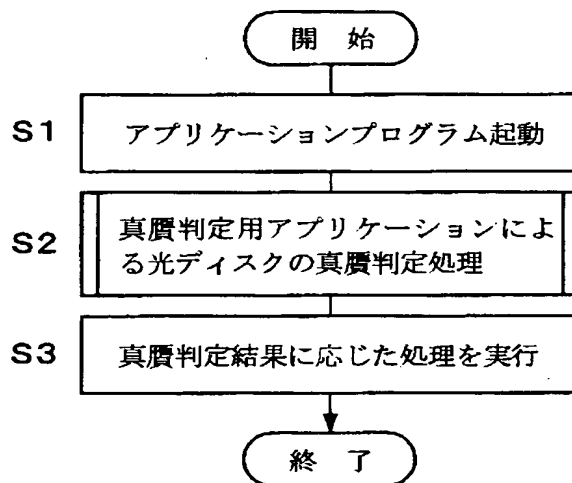 開 始
S1 アプリケーションプログラム起動
S2 真贋判定用アプリケーションによ
る光ディスクの真贋判定処理
S3 真贋判定結果に応じた処理を実行
終 了